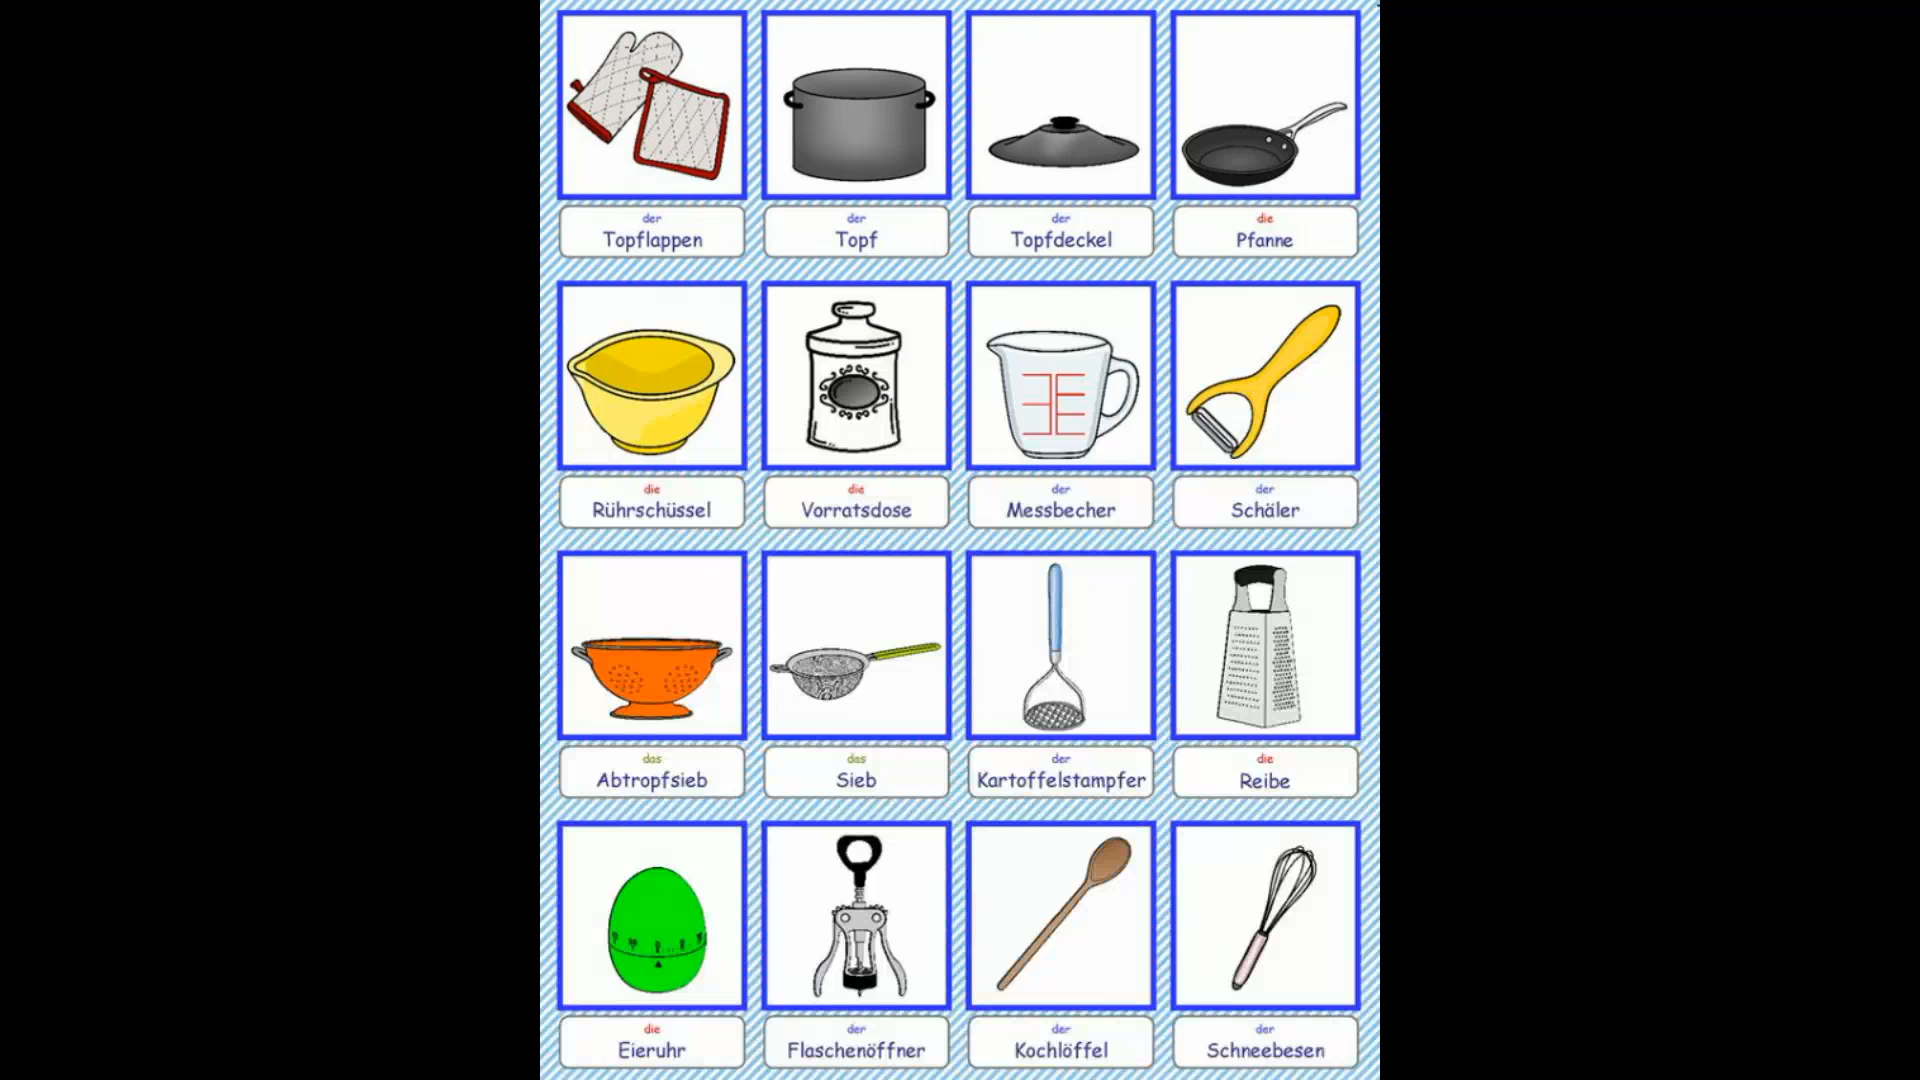 der
Topflappen
der
Topf
der
Topfdeckel
die
Pfanne
die
Rührschüssel
die
Vorratsdose
der
Messbecher
der
Schäler
das
Abtropfsieb
das
Sieb
der
Kartoffelstampfer
die
Reibe
die
Eieruhr
der
Flaschenöffner
der
Kochlöffel
der
Schneebesen